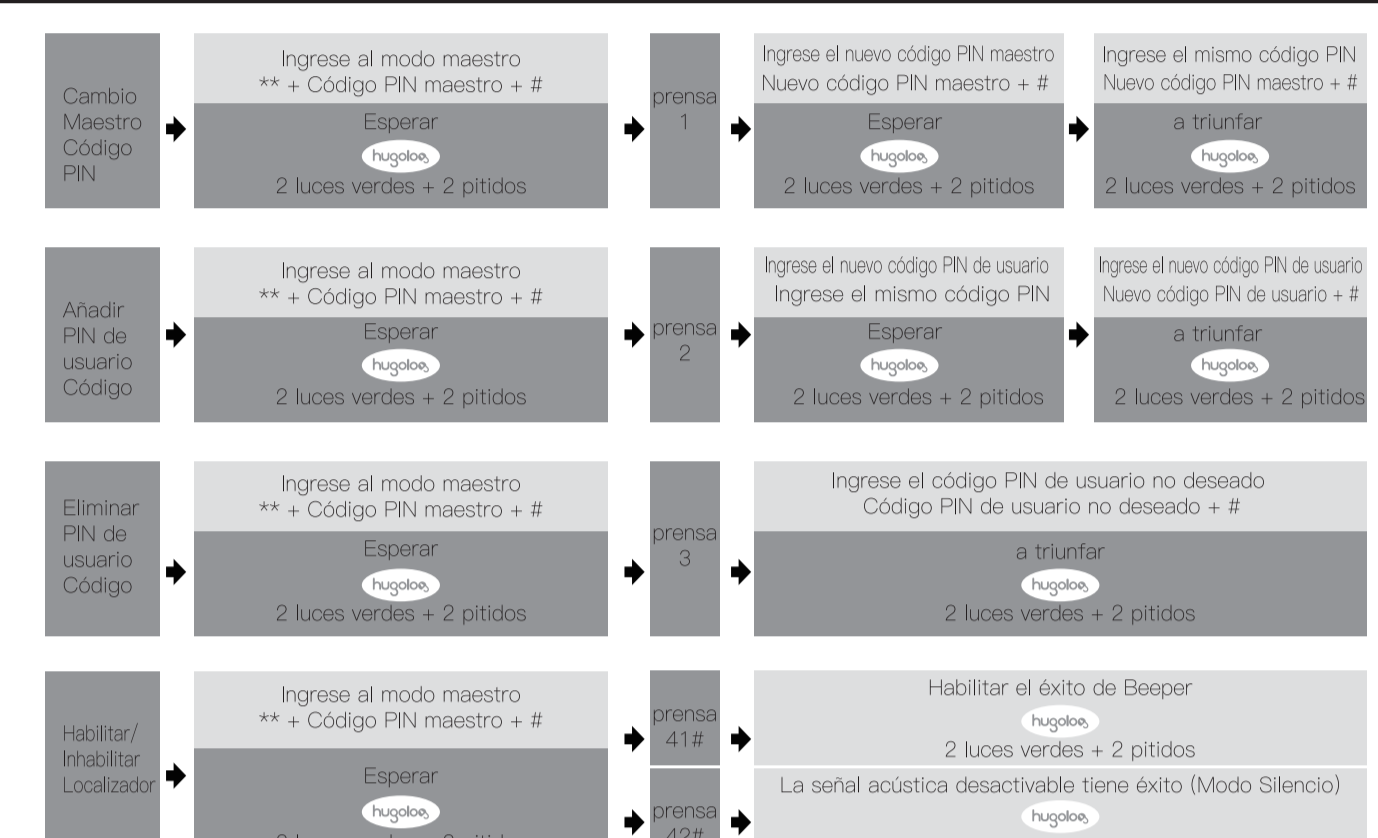 Cambio
Maestro
Código
PIN
Ingrese al modo maestro
** + Código PIN maestro + #
Esperar
hugolog
2 luces verdes + 2 pitidos
prensa
1
Ingrese el nuevo código PIN maestro
Nuevo código PIN maestro + #
Esperar
hugolog
2 luces verdes + 2 pitidos
Ingrese el mismo código PIN
Nuevo código PIN maestro + #
a triunfar
hugolog
2 luces verdes + 2 pitidos
Añadir
PIN de
usuario
Código
Ingrese al modo maestro
** + Código PIN maestro + #
Esperar
hugolog
2 luces verdes + 2 pitidos
prensa
2
Ingrese el nuevo código PIN de usuario
Ingrese el mismo código PIN
Esperar
hugolog
2 luces verdes + 2 pitidos
Ingrese el nuevo código PIN de usuario
Nuevo código PIN de usuario + #
a triunfar
hugolog
2 luces verdes + 2 pitidos
Eliminar
PIN de
usuario
Código
Ingrese al modo maestro
** + Código PIN maestro + #
Esperar
hugolog
2 luces verdes + 2 pitidos
prensa
3
Ingrese el código PIN de usuario no deseado
Código PIN de usuario no deseado + #
a triunfar
hugolog
2 luces verdes + 2 pitidos
Habilitar/
Inhabilitar
Localizador
Ingrese al modo maestro
** + Código PIN maestro + #
Esperar
hugolog
prensa
41#
Habilitar el éxito de Beeper
hugolog
2 luces verdes + 2 pitidos
prensa
42#
La señal acústica desactivable tiene éxito (Modo Silencio)
hugolog